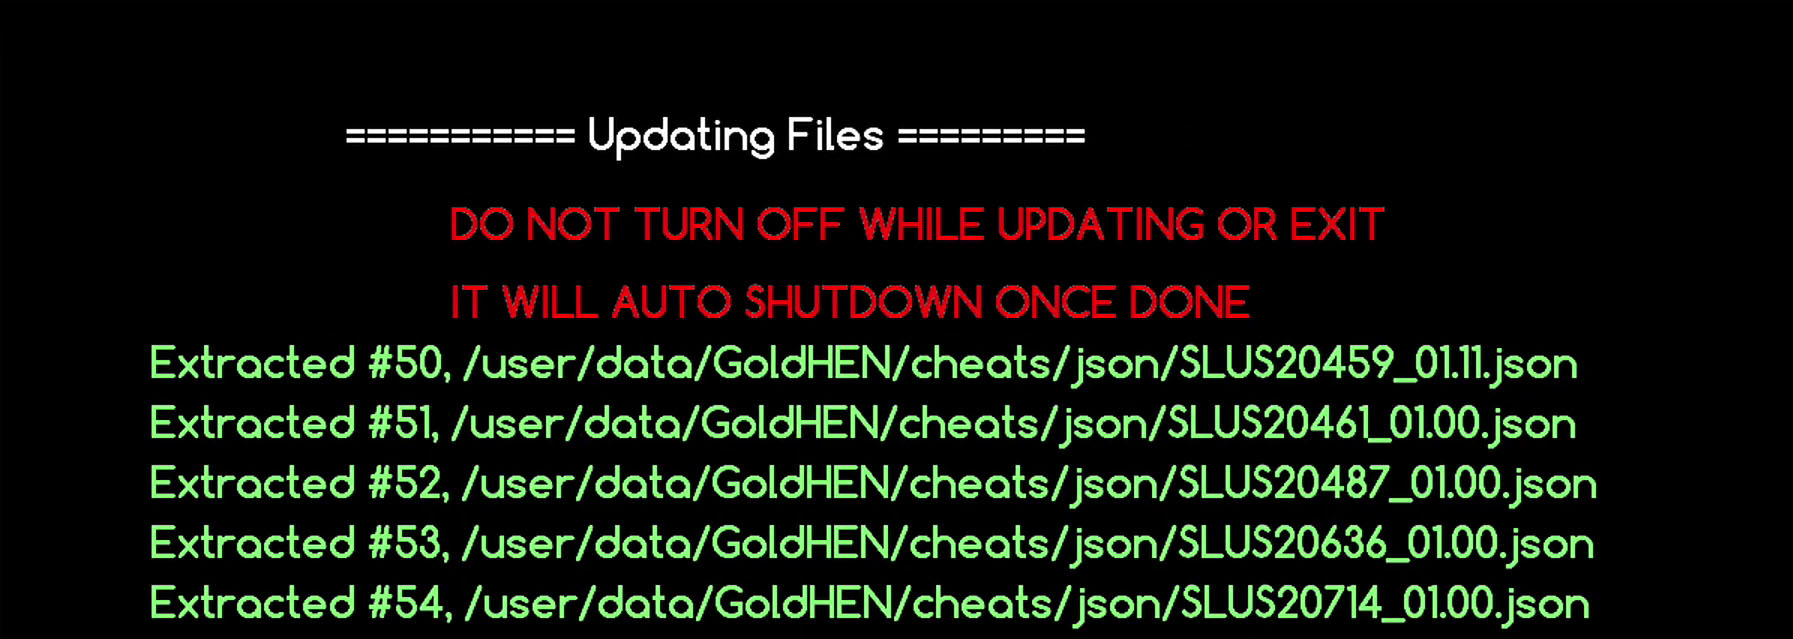 =========== Updating Files =========
DO NOT TURN OFF WHILE UPDATING OR EXIT
IT WILL AUTO SHUTDOWN ONCE DONE
Extracted #50, /user/data/GoldHEN/cheats/json/SLUS20459_01.11.json
Extracted #51, /user/data/GoldHEN/cheats/json/SLUS20461_01.00.json
Extracted #52, /user/data/GoldHEN/cheats/json/SLUS20487_01.00.json
Extracted #53, /user/data/GoldHEN/cheats/json/SLUS20636_01.00.json
Extracted #54, /user/data/GoldHEN/cheats/json/SLUS20714_01.00.json